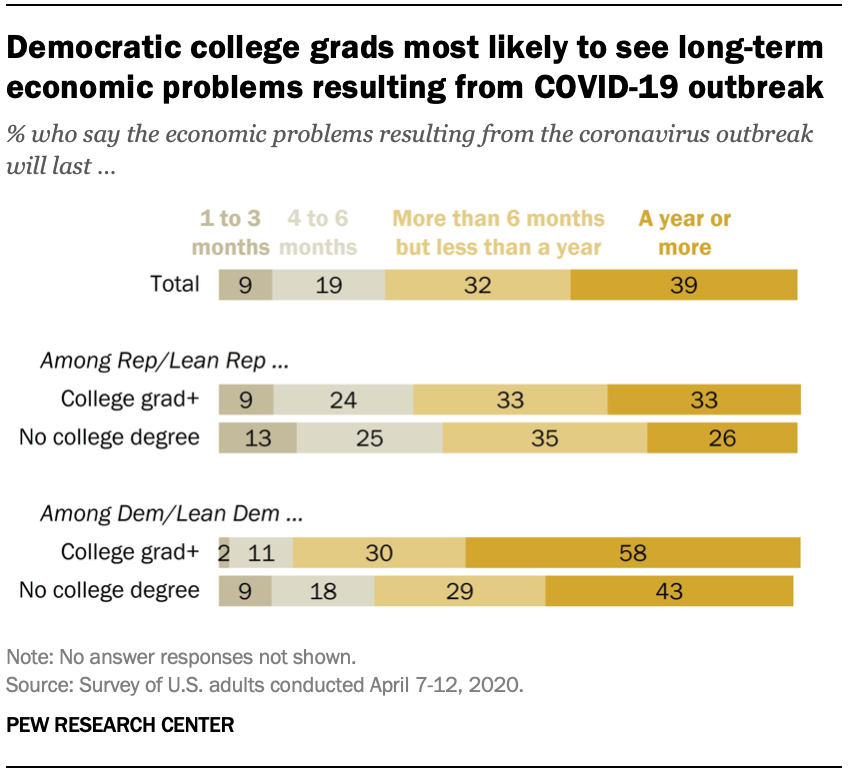 Democratic college grads most likely to see long-term
economic problems resulting from COVID-19 outbreak
% who say the economic problems resulting from the coronavirus outbreak
will last ...
1 to 3 4 to 6 More than 6 months A year or
months months but less than a year more
Total 9 19 32 39
Among Rep/Lean Rep ...
College grad+ 9 24 33 33
No college degree 13 25 35 26
Among Dem/Lean Dem ...
College grad+ 2 11 30 58
No college degree 9 18 29 43
Note: No answer responses not shown.
Source: Survey of U.S. adults conducted April 7-12, 2020.
PEW RESEARCH CENTER